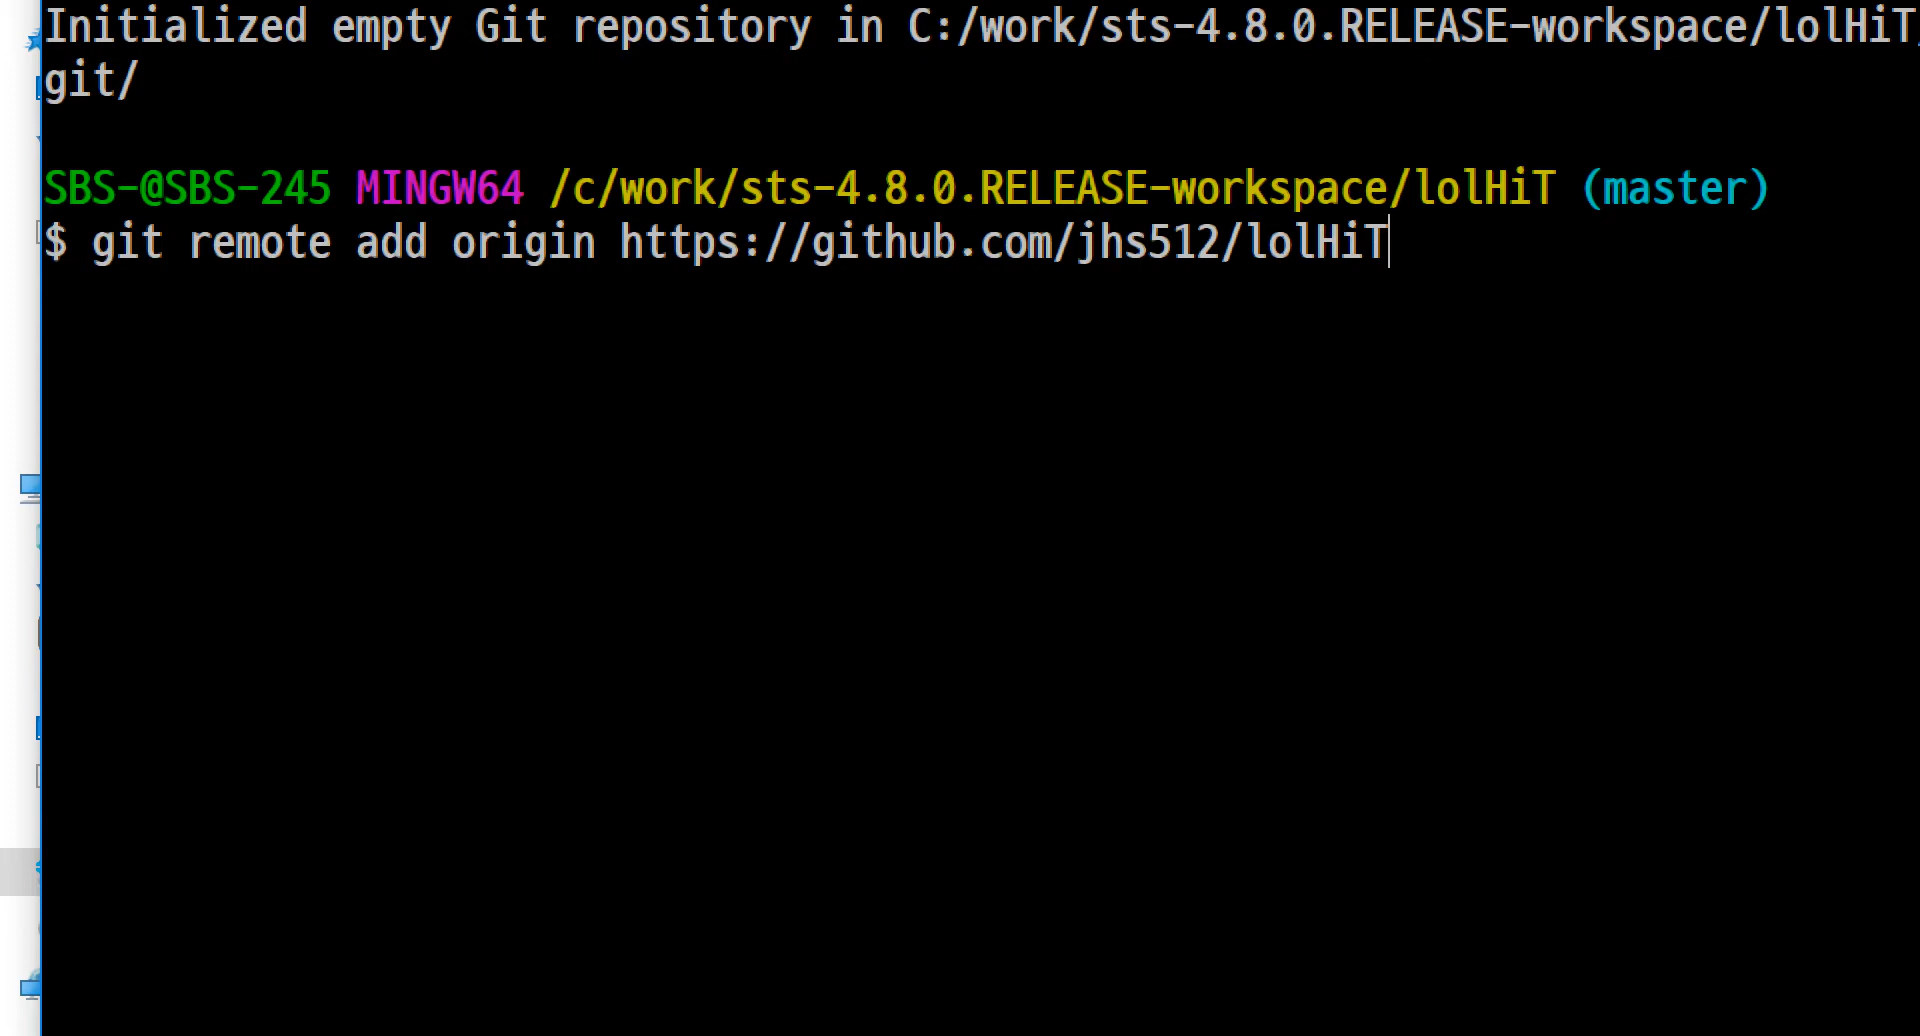 Initialized empty Git repository in C:/work/sts-4.8.0.RELEASE-workspace/lolHiT/
git/
SBS-@SBS-245 MINGW64 /c/work/sts-4.8.0.RELEASE-workspace/lolHiT (master)
$ git remote add origin https://github.com/jhs512/lolHiT